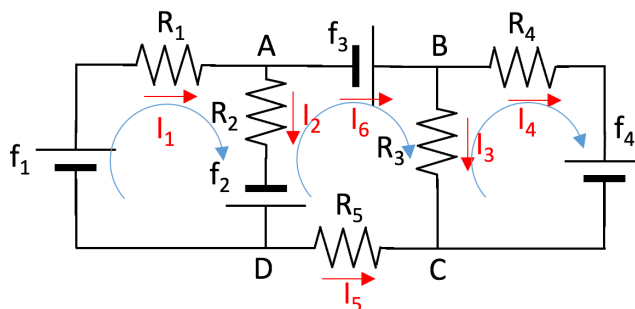 R1 A f3 B R4
R2 I2 I6 R3 I3 I4
I1
f1 f2 f4
R5
D C
I5